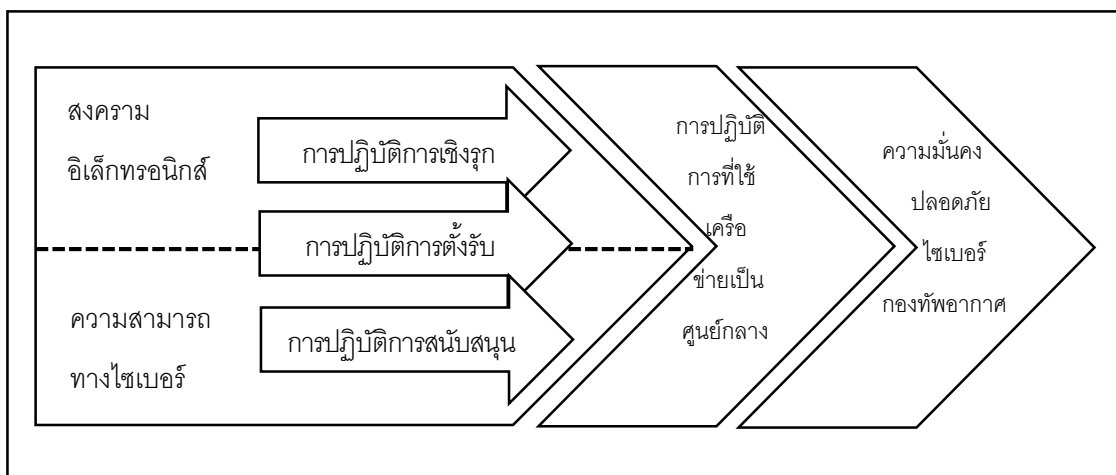 สงคราม
อิเล็กทรอนิกส์
ความสามารถ
ทางไซเบอร์
การปฏิบัติการเชิงรุก
การปฏิบัติการตั้งรับ
การปฏิบัติการสนับสนุน
การปฏิบัติ
การที่ใช้
เครือ
ข่ายเป็น
ศูนย์กลาง
ความมั่นคง
ปลอดภัย
ไซเบอร์
กองทัพอากาศ